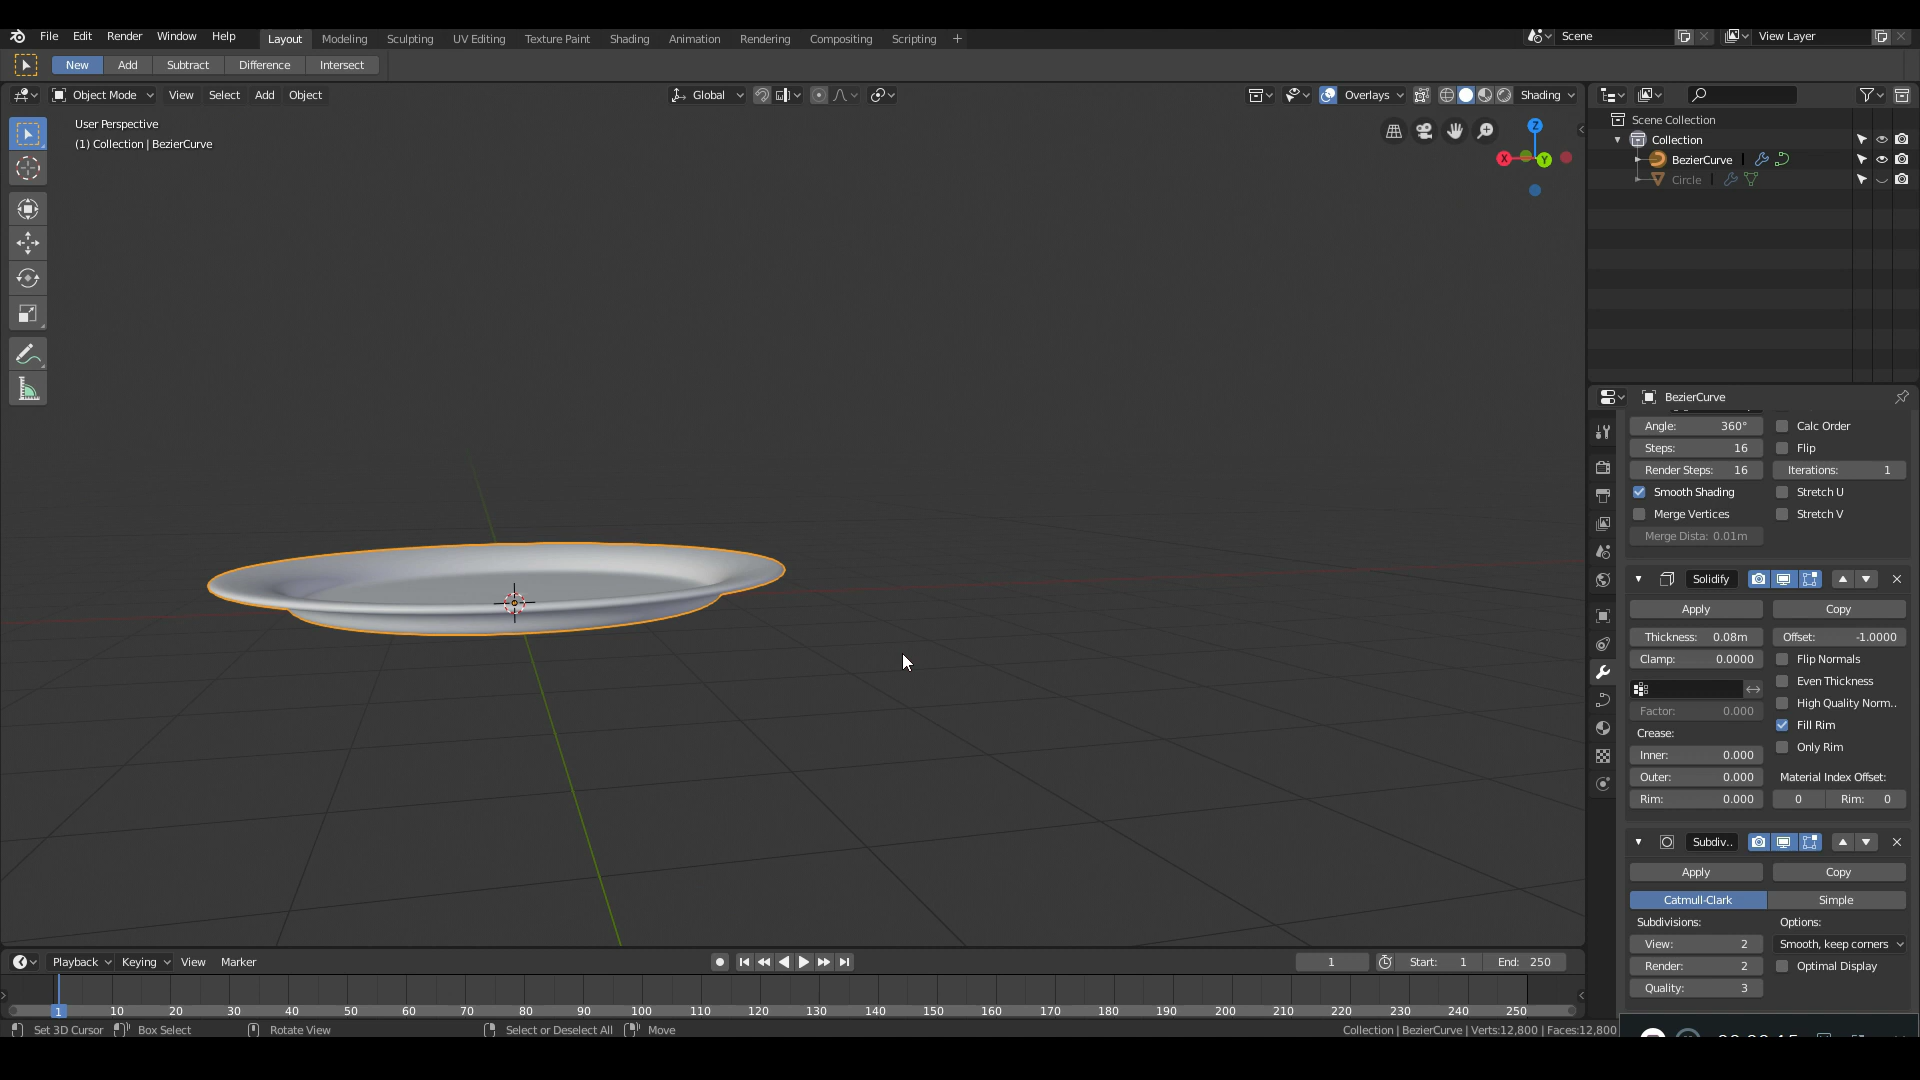 File Edit Render Window Help Layout Modeling Sculpting UV Editing Texture Paint Shading Animation Rendering Compositing Scripting + Scene View Layer
New Add Subtract Difference Intersect
Object Mode View Select Add Object Global Overlays Shading
User Perspective
(1) Collection | BezierCurve
Z
X Y
Scene Collection
Collection
BezierCurve
Circle
BezierCurve
Angle: 360° Calc Order
Steps: 16 Flip
Render Steps: 16 Iterations: 1
Smooth Shading Stretch U
Merge Vertices Stretch V
Merge Dista: 0.01m
Solidify
Apply Copy
Thickness: 0.08m Offset: -1.0000
Clamp: 0.0000 Flip Normals
Even Thickness
High Quality Norm..
Factor: 0.000 Fill Rim
Crease: Only Rim
Inner: 0.000
Outer: 0.000 Material Index Offset:
Rim: 0.000 0 Rim: 0
Subdiv..
Apply Copy
Catmull-Clark Simple
Subdivisions: Options:
View: 2 Smooth, keep corners
Render: 2 Optimal Display
Quality: 3
Playback Keying View Marker 1 Start: 1 End: 250
1 10 20 30 40 50 60 70 80 90 100 110 120 130 140 150 160 170 180 190 200 210 220 230 240 250
Set 3D Cursor Box Select Rotate View Select or Deselect All Move Collection | BezierCurve | Verts:12,800 | Faces:12,800